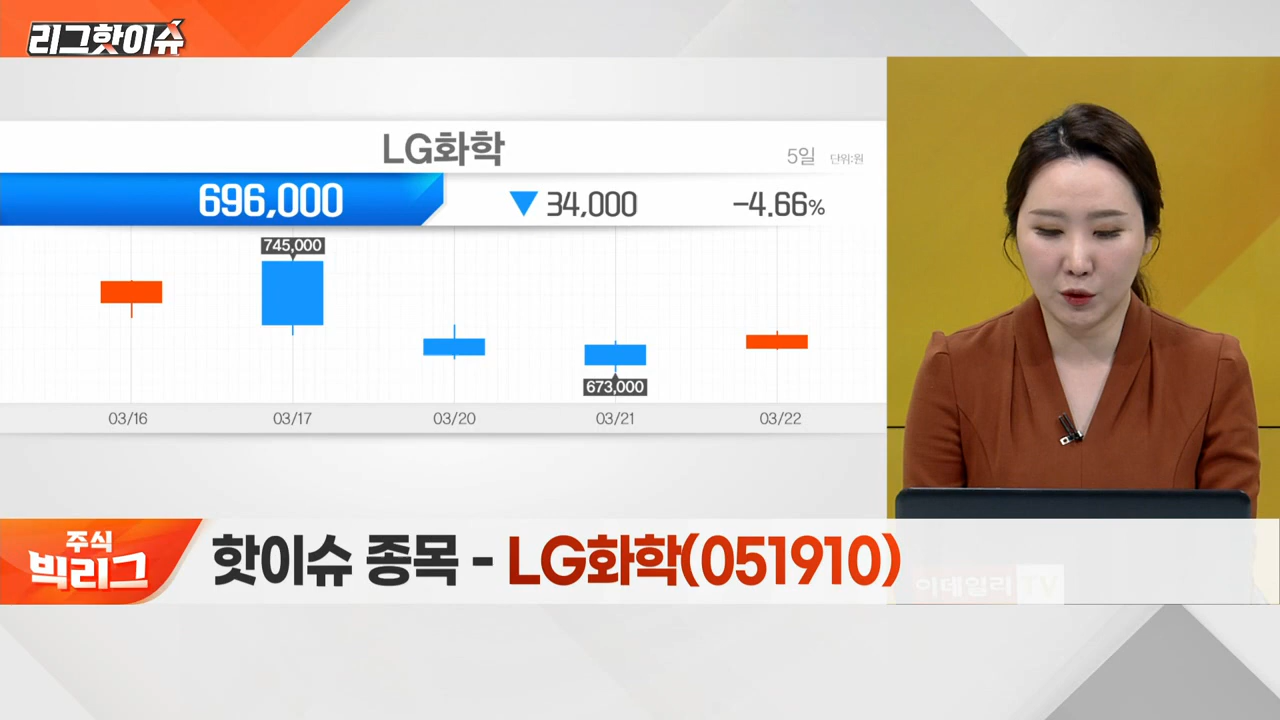 리그핫이슈
LG화학
5일 단위:원
696,000 ▼ 34,000 -4.66%
745,000
673,000
03/16 03/17 03/20 03/21 03/22
주식
빅리그
핫이슈 종목 - LG화학(051910)
이데일리 TV